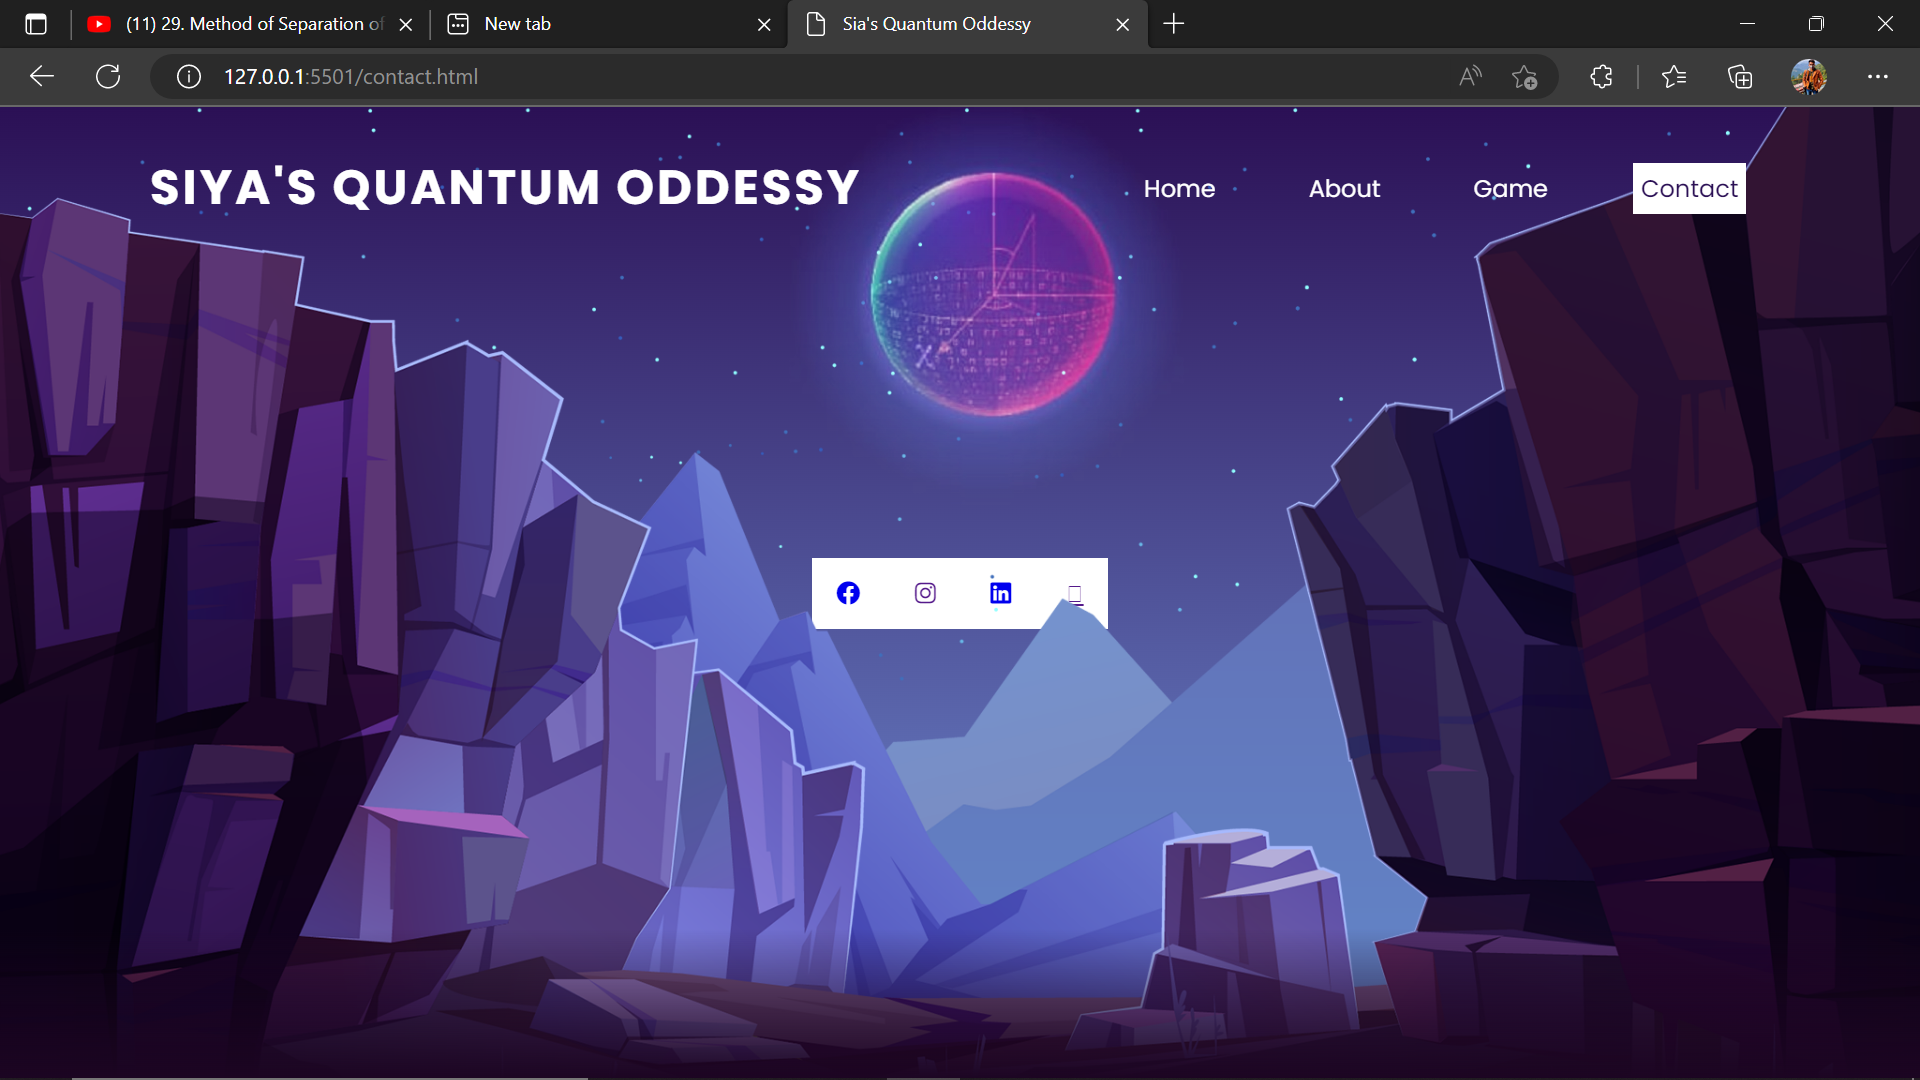 (11) 29. Method of Separation of
New tab
Sia's Quantum Oddessy
127.0.0.1:5501/contact.html
SIYA'S QUANTUM ODDESSY
Home
About
Game
Contact